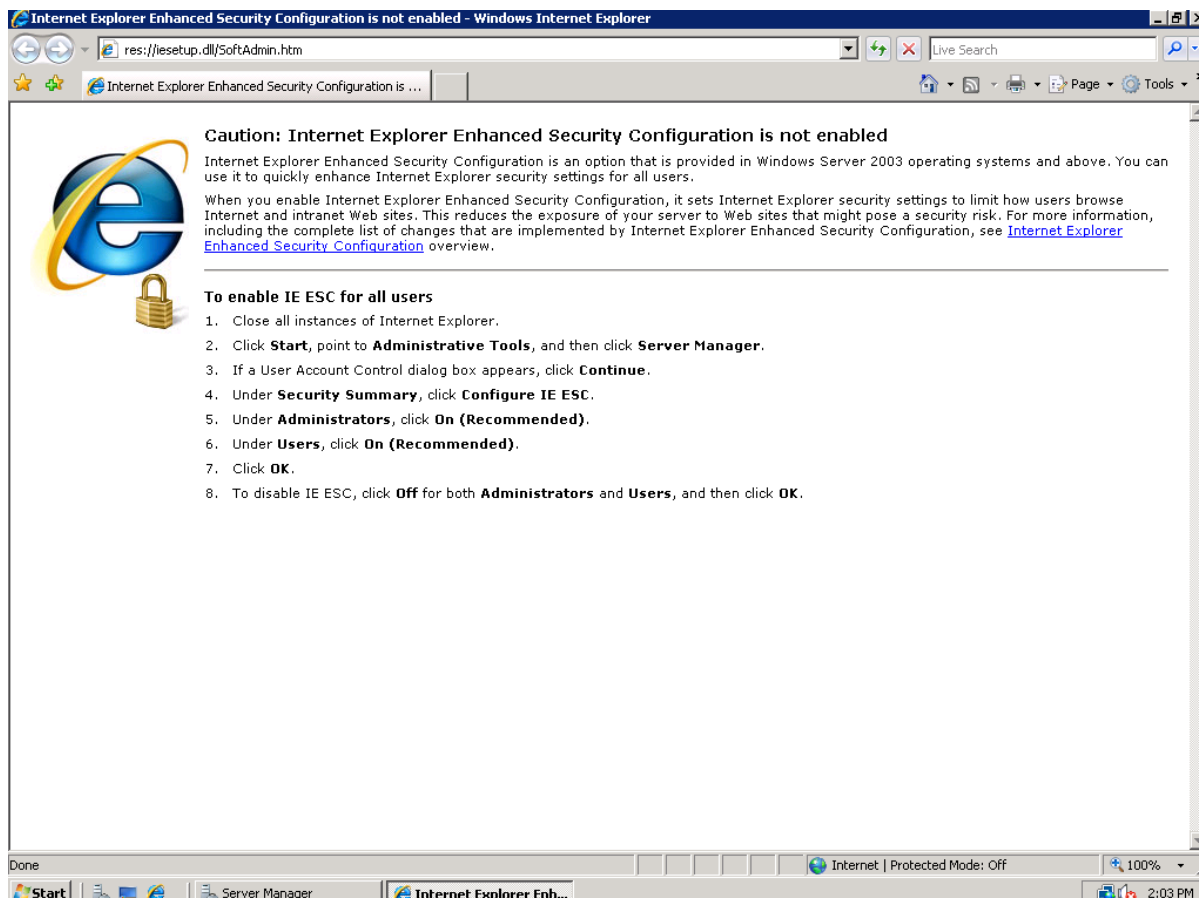 Internet Explorer Enhanced Security Configuration is not enabled - Windows Internet Explorer
res://iesetup.dll/SoftAdmin.htm
Live Search
Internet Explorer Enhanced Security Configuration is ...
Page
Tools
Caution: Internet Explorer Enhanced Security Configuration is not enabled
Internet Explorer Enhanced Security Configuration is an option that is provided in Windows Server 2003 operating systems and above. You can
use it to quickly enhance Internet Explorer security settings for all users.
When you enable Internet Explorer Enhanced Security Configuration, it sets Internet Explorer security settings to limit how users browse
Internet and intranet Web sites. This reduces the exposure of your server to Web sites that might pose a security risk. For more information,
including the complete list of changes that are implemented by Internet Explorer Enhanced Security Configuration, see Internet Explorer
Enhanced Security Configuration overview.
To enable IE ESC for all users
1. Close all instances of Internet Explorer.
2. Click Start, point to Administrative Tools, and then click Server Manager.
3. If a User Account Control dialog box appears, click Continue.
4. Under Security Summary, click Configure IE ESC.
5. Under Administrators, click On (Recommended).
6. Under Users, click On (Recommended).
7. Click OK.
8. To disable IE ESC, click Off for both Administrators and Users, and then click OK.
Done
Internet | Protected Mode: Off
100%
Start
Server Manager
Internet Explorer Enh...
2:03 PM